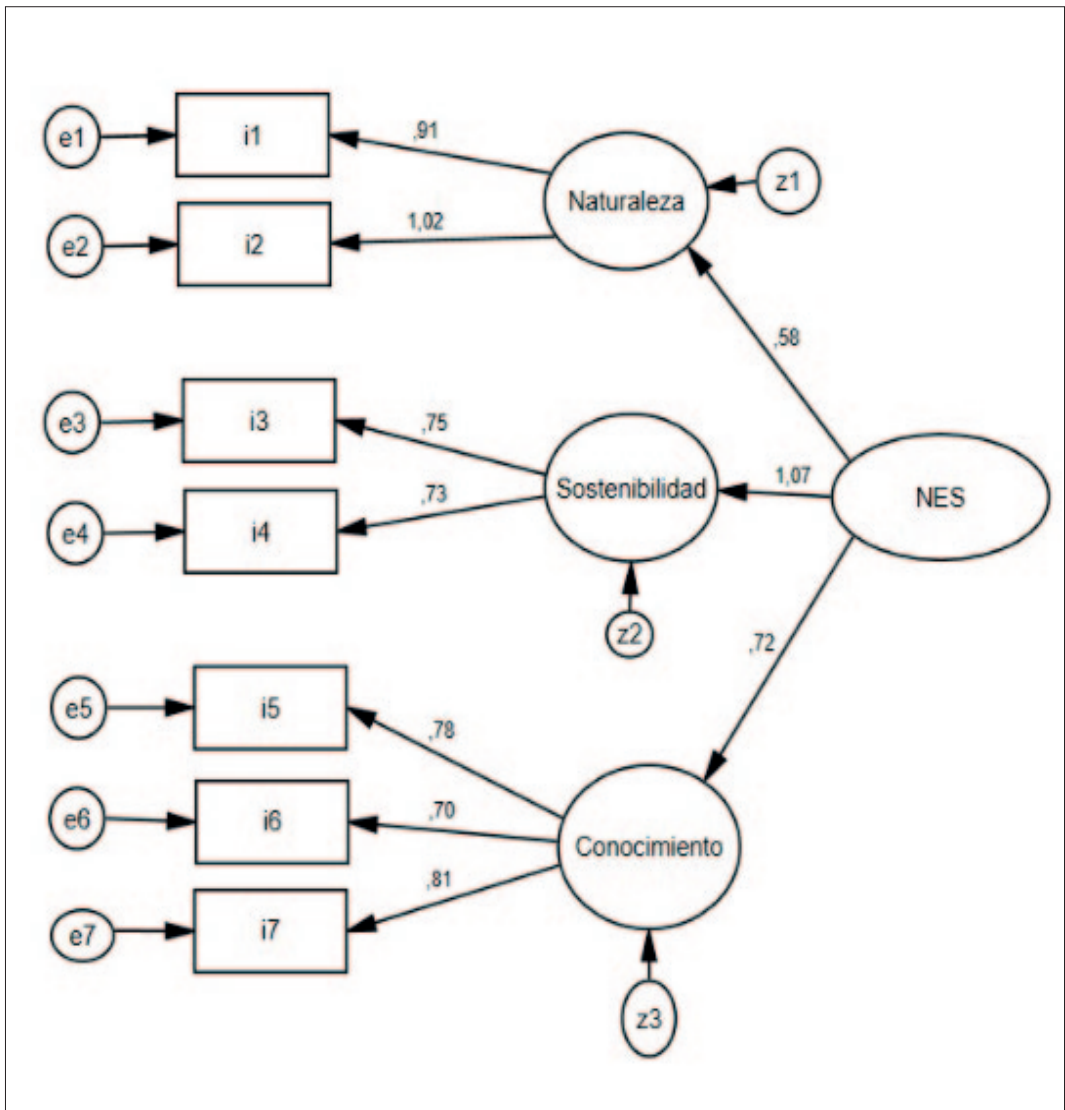 e1
i1
,91
Naturaleza
z1
e2
i2
1,02
,58
e3
i3
,75
Sostenibilidad
1,07
NES
e4
i4
,73
z2
,72
e5
i5
,78
e6
i6
,70
Conocimiento
e7
i7
,81
z3